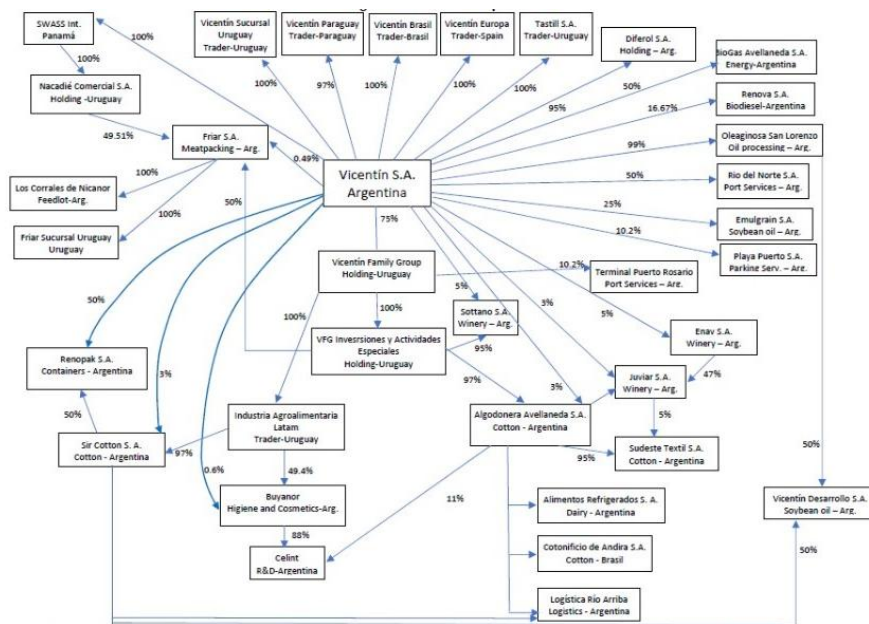 SWASS Int.
Panamá
Vicentín Sucursal
Uruguay
Trader-Uruguay
Vicentín Paraguay
Trader-Paraguay
Vicentín Brasil
Trader-Brasil
Vicentín Europa
Trader-Spain
Tastill S.A.
Trader-Uruguay
Diferol S.A.
Holding – Arg.
BioGas Avellaneda S.A.
Energy-Argentina
100%
100%
97%
100%
100%
100%
95%
50%
100%
Nacadié Comercial S.A.
Holding -Uruguay
Renova S.A.
Biodiesel-Argentina
16.67%
49.51%
Friar S.A.
Meatpacking – Arg.
0.49%
Oleaginosa San Lorenzo
Oil processing – Arg.
99%
Vicentín S.A.
Argentina
100%
Los Corrales de Nicanor
Feedlot-Arg.
50%
Rio del Norte S.A.
Port Services – Arg.
50%
100%
25%
Emulgrain S.A.
Soybean oil – Arg.
Friar Sucursal Uruguay
Uruguay
75%
10.2%
Playa Puerto S.A.
Parking Serv. – Arg.
Vicentín Family Group
Holding-Uruguay
10.2%
Terminal Puerto Rosario
Port Services – Arg.
50%
100%
100%
5%
Sottano S.A.
Winery – Arg.
3%
5%
Enav S.A.
Winery – Arg.
VFG Inversriones y Actividades
Especiales
Holding-Uruguay
95%
Renopak S.A.
Containers - Argentina
3%
97%
3%
Juviar S.A.
Winery – Arg.
47%
50%
Industria Agroalimentaria
Latam
Trader-Uruguay
Algodonera Avellaneda S.A.
Cotton - Argentina
5%
Sir Cotton S. A.
Cotton - Argentina
97%
95%
Sudeste Textil S.A.
Cotton - Argentina
49.4%
0.6%
50%
Buyanor
Higiene and Cosmetics-Arg.
11%
Alimentos Refrigerados S. A.
Dairy - Argentina
Vicentín Desarrollo S.A.
Soybean oil – Arg.
88%
Celint
R&D-Argentina
Cotonificio de Andira S.A.
Cotton - Brasil
50%
Logística Río Arriba
Logistics - Argentina